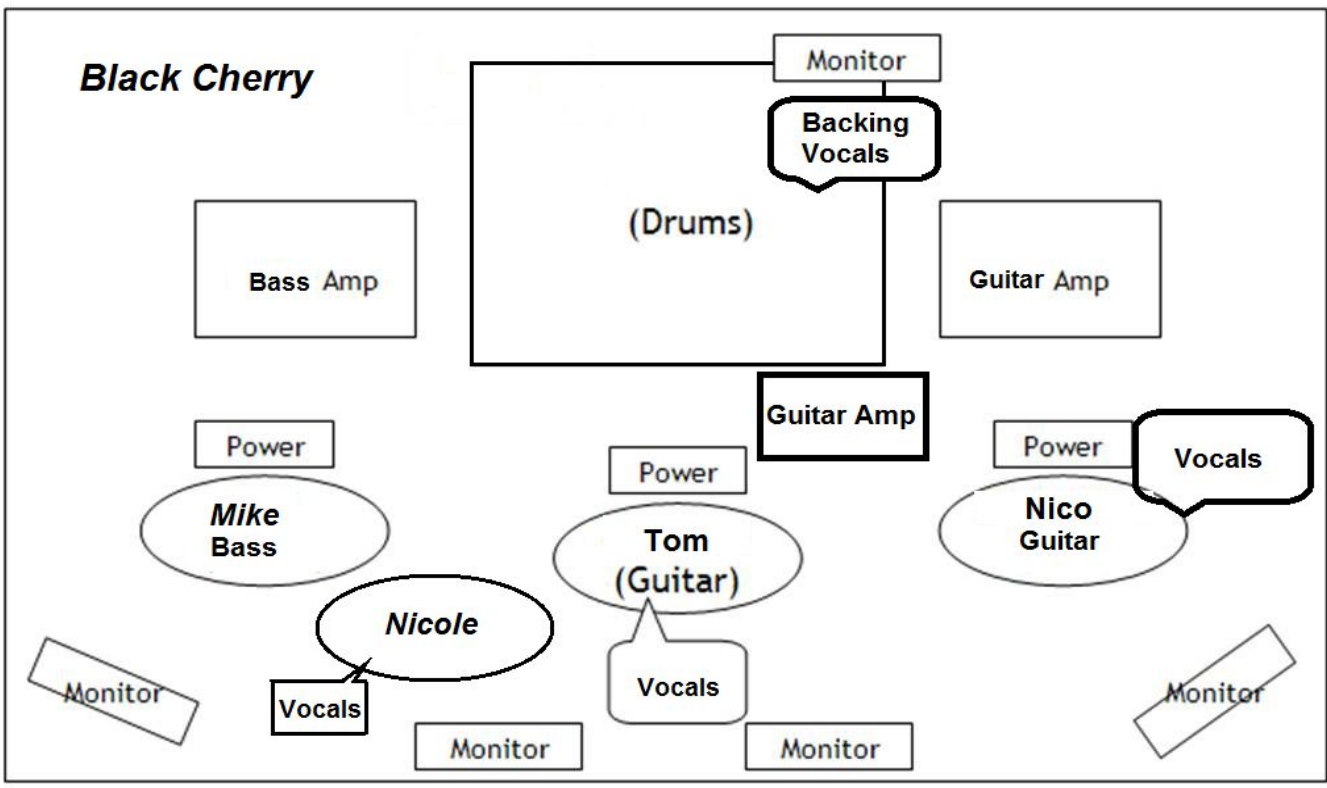 Monitor
Black Cherry
Backing
Vocals
(Drums)
Bass Amp
Guitar Amp
Guitar Amp
Power
Power
Power
Vocals
Mike
Bass
Tom
(Guitar)
Nico
Guitar
Nicole
Monitor
Vocals
Vocals
Monitor
Monitor
Monitor